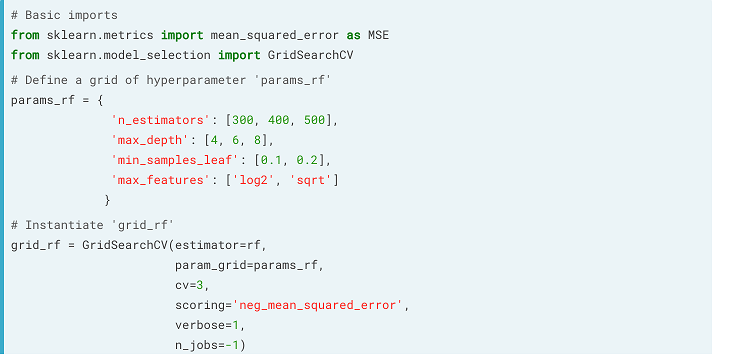 # Basic imports
from sklearn.metrics import mean_squared_error as MSE
from sklearn.model_selection import GridSearchCV
# Define a grid of hyperparameter 'params_rf'
params_rf = {
              'n_estimators': [300, 400, 500],
              'max_depth': [4, 6, 8],
              'min_samples_leaf': [0.1, 0.2],
              'max_features': ['log2', 'sqrt']
             }
# Instantiate 'grid_rf'
grid_rf = GridSearchCV(estimator=rf,
                       param_grid=params_rf,
                       cv=3,
                       scoring='neg_mean_squared_error',
                       verbose=1,
                       n_jobs=-1)